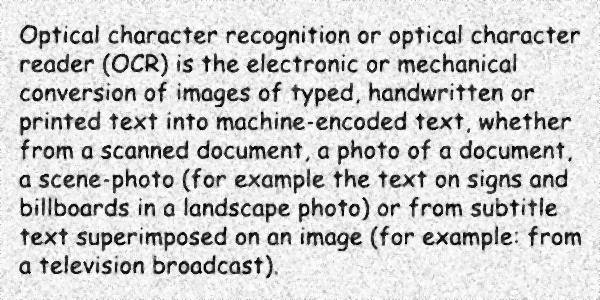 Optical character recognition or optical character
reader (OCR) is the electronic or mechanical
conversion of images of typed, handwritten or
printed text into machine-encoded text, whether
from a scanned document, a photo of a document,
a scene-photo (for example the text on signs and
billboards in a landscape photo) or from subtitle
text superimposed on an image (for example: from
a television broadcast).